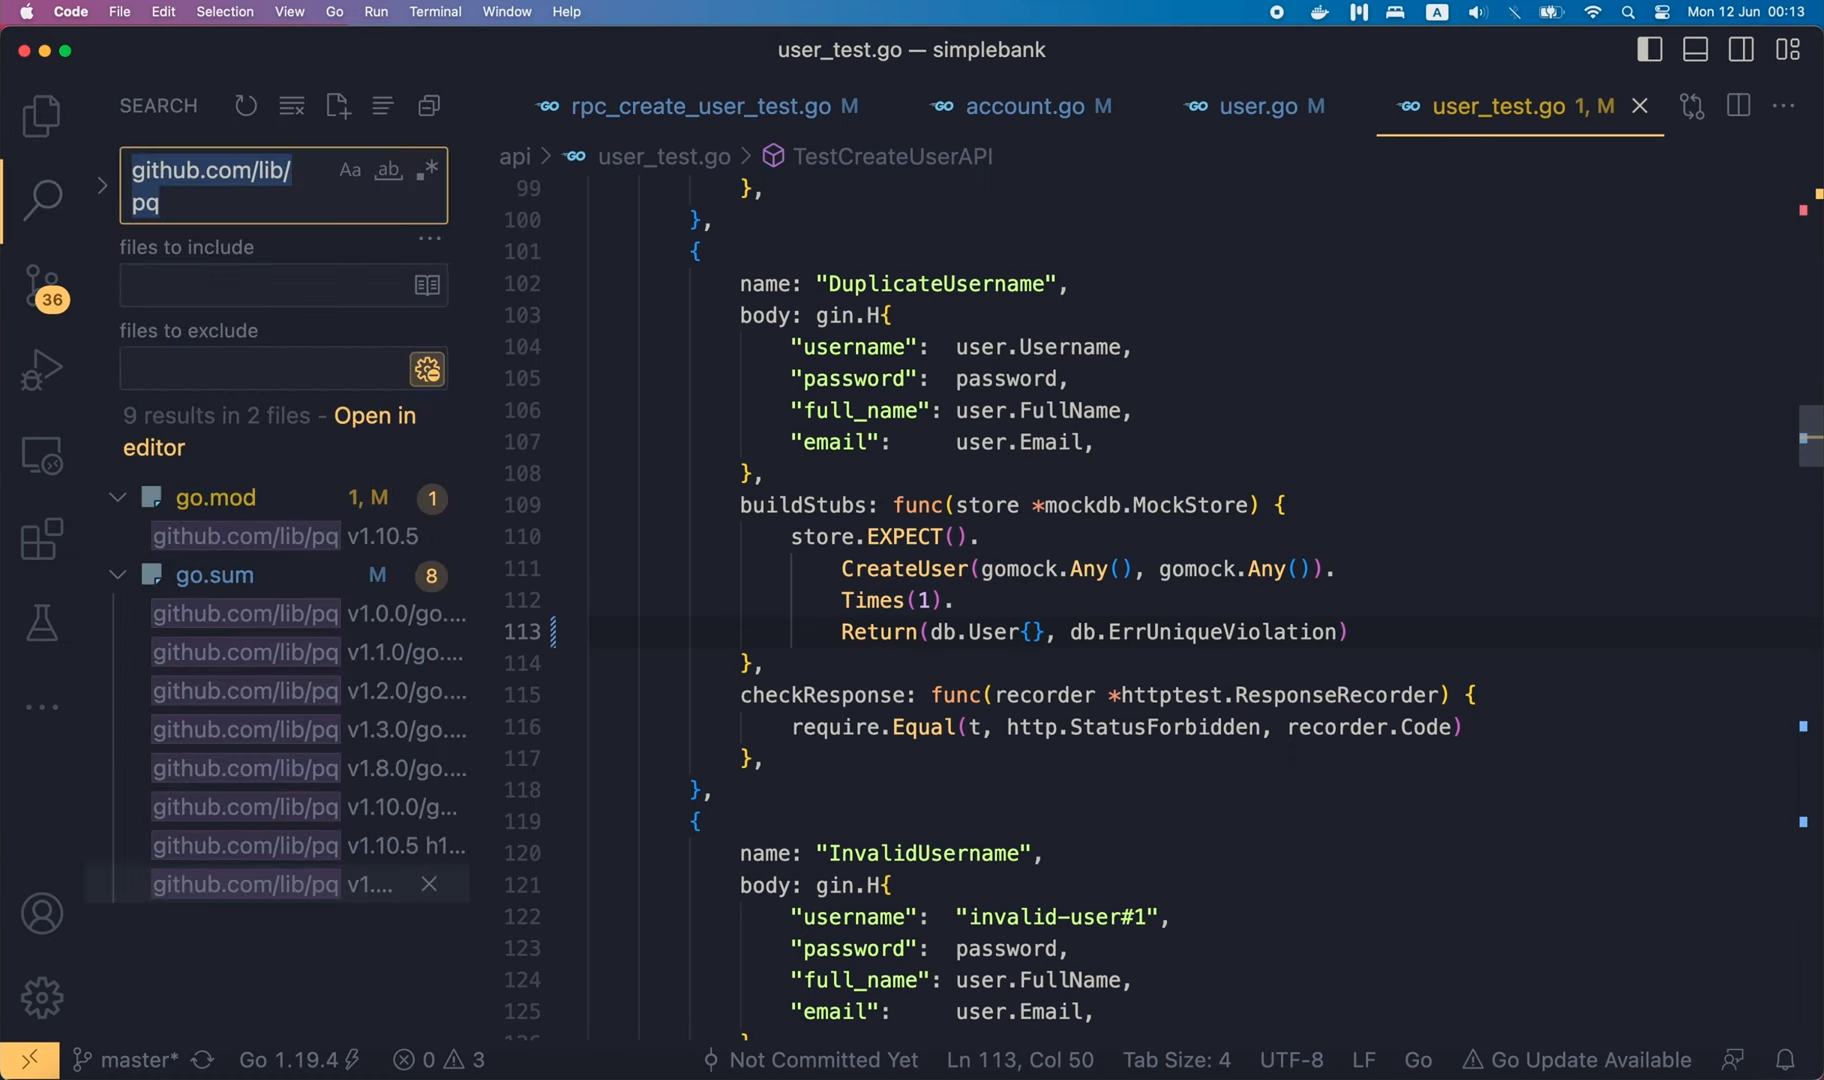 Code File Edit Selection View Go Run Terminal Window Help
A
Mon 12 Jun 00:13
user_test.go — simplebank
SEARCH
rpc_create_user_test.go M
account.go M
user.go M
user_test.go 1, M
github.com/lib/
pq
Aa ab .*
api > user_test.go > TestCreateUserAPI
files to include
files to exclude
9 results in 2 files - Open in
editor
36
go.mod 1, M 1
github.com/lib/pq v1.10.5
go.sum M 8
github.com/lib/pq v1.0.0/go....
github.com/lib/pq v1.1.0/go....
github.com/lib/pq v1.2.0/go....
github.com/lib/pq v1.3.0/go....
github.com/lib/pq v1.8.0/go....
github.com/lib/pq v1.10.0/g...
github.com/lib/pq v1.10.5 h1...
github.com/lib/pq v1....
99 },
100 },
101 {
102 name: "DuplicateUsername",
103 body: gin.H{
104 "username": user.Username,
105 "password": password,
106 "full_name": user.FullName,
107 "email": user.Email,
108 },
109 buildStubs: func(store *mockdb.MockStore) {
110 store.EXPECT().
111 CreateUser(gomock.Any(), gomock.Any()).
112 Times(1).
113 Return(db.User{}, db.ErrUniqueViolation)
114 },
115 checkResponse: func(recorder *httptest.ResponseRecorder) {
116 require.Equal(t, http.StatusForbidden, recorder.Code)
117 },
118 },
119 {
120 name: "InvalidUsername",
121 body: gin.H{
122 "username": "invalid-user#1",
123 "password": password,
124 "full_name": user.FullName,
125 "email": user.Email,
master* Go 1.19.4 0 3 Not Committed Yet Ln 113, Col 50 Tab Size: 4 UTF-8 LF Go Go Update Available